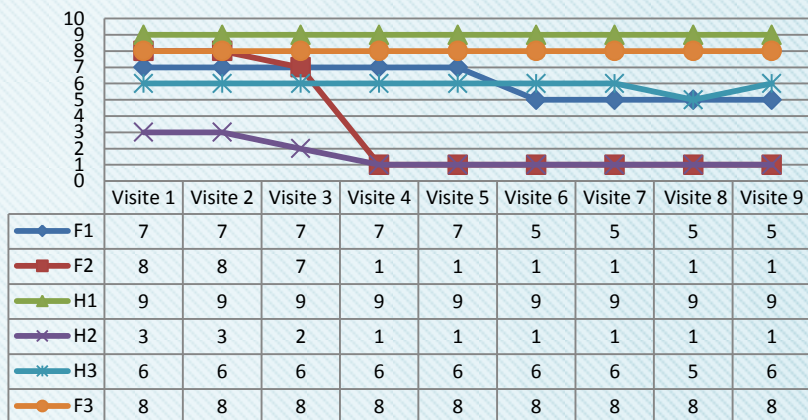 10
9
8
7
6
5
4
3
2
1
0
Visite 1 Visite 2 Visite 3 Visite 4 Visite 5 Visite 6 Visite 7 Visite 8 Visite 9
F1 7 7 7 7 7 5 5 5 5
F2 8 8 7 1 1 1 1 1 1
H1 9 9 9 9 9 9 9 9 9
H2 3 3 2 1 1 1 1 1 1
H3 6 6 6 6 6 6 6 5 6
F3 8 8 8 8 8 8 8 8 8